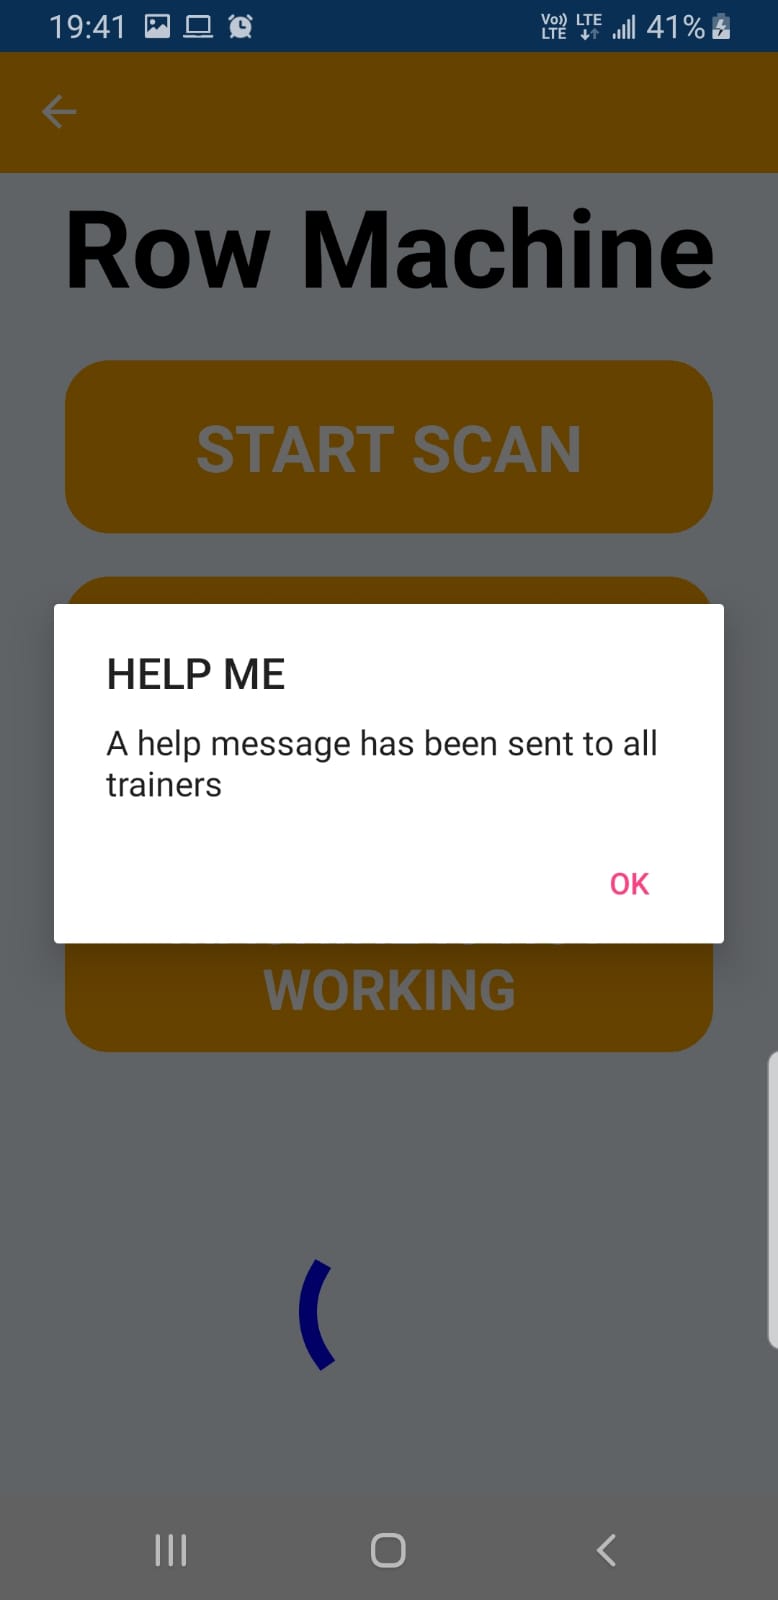 19:41
Vo)) LTE
LTE
41%
Row Machine
START SCAN
HELP ME
A help message has been sent to all
trainers
OK
WORKING